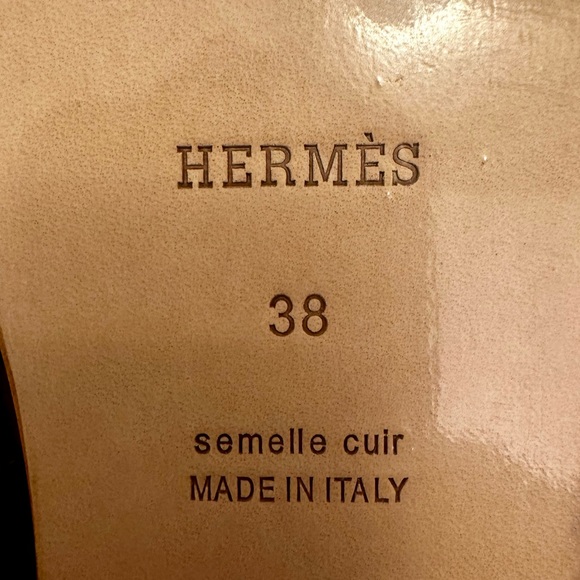 HERMÈS
38
semelle cuir
MADE IN ITALY